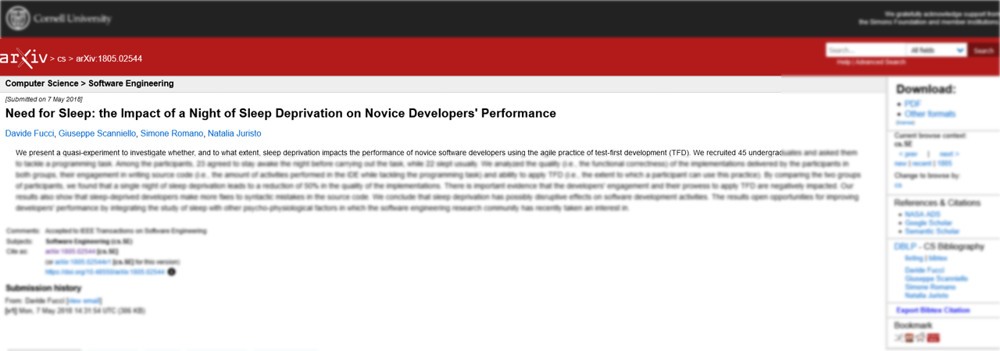 Cornell University
We gratefully acknowledge support from
the Simons Foundation and member institutions.
arXiv > cs > arXiv:1805.02544
Search...
All fields
Search
Help | Advanced Search
Computer Science > Software Engineering
[Submitted on 7 May 2018]
Need for Sleep: the Impact of a Night of Sleep Deprivation on Novice Developers' Performance
Davide Fucci, Giuseppe Scanniello, Simone Romano, Natalia Juristo
We present a quasi-experiment to investigate whether, and to what extent, sleep deprivation impacts the performance of novice software developers using the agile practice of test-first development (TFD). We recruited 45 undergraduates and asked them
to tackle a programming task. Among the participants, 23 agreed to stay awake the night before carrying out the task, while 22 slept usually. We analyzed the quality (i.e., the functional correctness) of the implementations delivered by the participants in
both groups, their engagement in writing source code (i.e., the amount of activities performed in the IDE while tackling the programming task) and ability to apply TFD (i.e., the extent to which a participant can use this practice). By comparing the two groups
of participants, we found that a single night of sleep deprivation leads to a reduction of 50% in the quality of the implementations. There is important evidence that the developers' engagement and their prowess to apply TFD are negatively impacted. Our
results also show that sleep-deprived developers make more fixes to syntactic mistakes in the source code. We conclude that sleep deprivation has possibly disruptive effects on software development activities. The results open opportunities for improving
developers' performance by integrating the study of sleep with other psycho-physiological factors in which the software engineering research community has recently taken an interest in.
Comments: Accepted to IEEE Transactions on Software Engineering
Subjects: Software Engineering (cs.SE)
Cite as: arXiv:1805.02544 [cs.SE]
(or arXiv:1805.02544v1 [cs.SE] for this version)
https://doi.org/10.48550/arXiv.1805.02544
Submission history
From: Davide Fucci [view email]
[v1] Mon, 7 May 2018 14:31:54 UTC (386 KB)
Download:
PDF
Other formats
(license)
Current browse context:
cs.SE
< prev | next >
new | recent | 1805
Change to browse by:
cs
References & Citations
NASA ADS
Google Scholar
Semantic Scholar
DBLP - CS Bibliography
listing | bibtex
Davide Fucci
Giuseppe Scanniello
Simone Romano
Natalia Juristo
Export Bibtex Citation
Bookmark